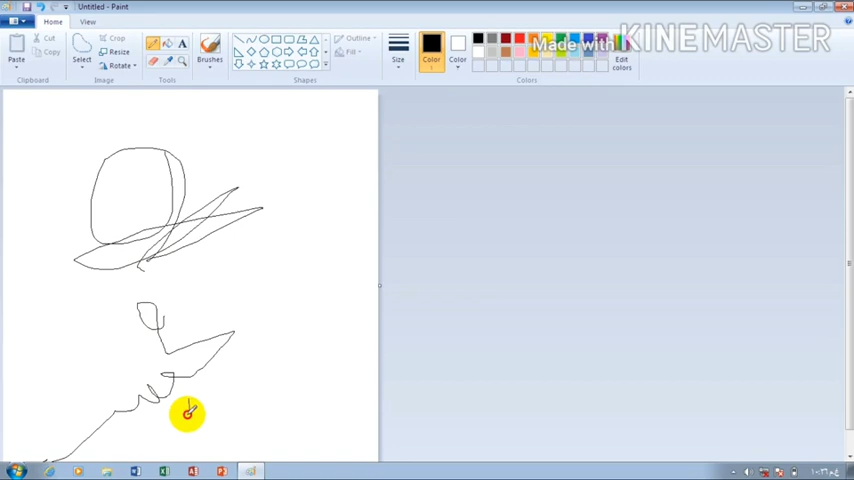 Untitled - Paint
Home View
Paste
Cut
Copy
Clipboard
Select
Crop
Resize
Rotate
Image
Tools
Brushes
Outline
Fill
Shapes
Size
Color
1
Color
Edit
colors
Colors
Made with KINEMASTER